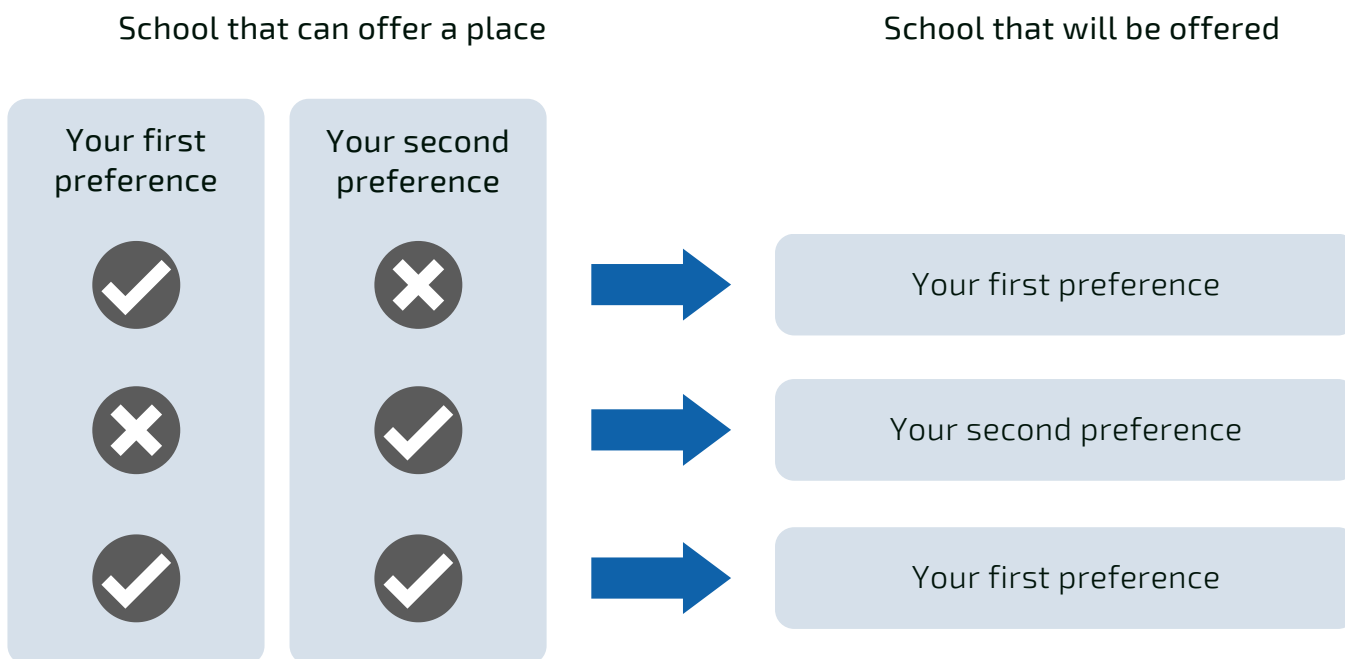 School that can offer a place
School that will be offered
Your first
preference
Your second
preference
Your first preference
Your second preference
Your first preference